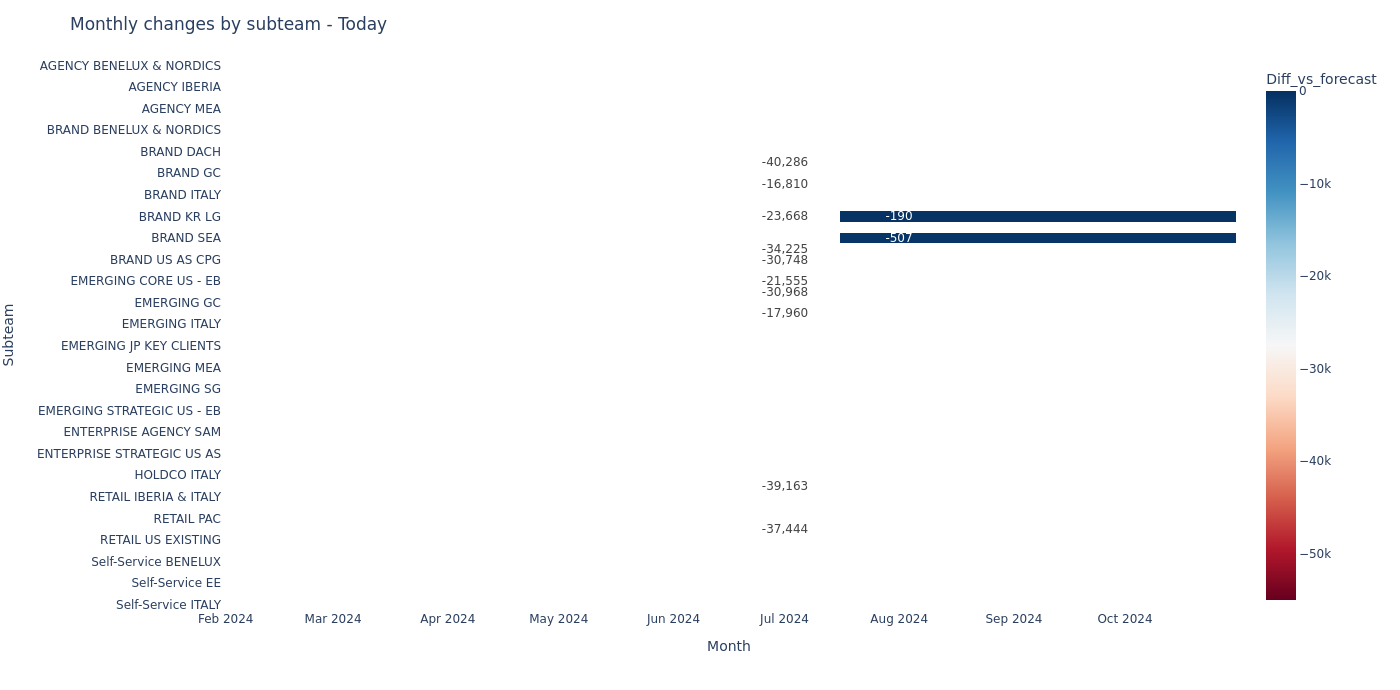 Monthly changes by subteam - Today
Diff_vs_forecast
AGENCY BENELUX & NORDICS
AGENCY IBERIA
AGENCY MEA
BRAND BENELUX & NORDICS
BRAND DACH
BRAND GC
BRAND ITALY
BRAND KR LG
BRAND SEA
BRAND US AS CPG
EMERGING CORE US - EB
EMERGING GC
EMERGING ITALY
EMERGING JP KEY CLIENTS
EMERGING MEA
EMERGING SG
EMERGING STRATEGIC US - EB
ENTERPRISE AGENCY SAM
ENTERPRISE STRATEGIC US AS
HOLDCO ITALY
RETAIL IBERIA & ITALY
RETAIL PAC
RETAIL US EXISTING
Self-Service BENELUX
Self-Service EE
Self-Service ITALY
Subteam
-40,286
-16,810
-23,668
-190
-507
-34,225
-30,748
-21,555
-30,968
-17,960
-39,163
-37,444
0
−10k
−20k
−30k
−40k
−50k
Feb 2024 Mar 2024 Apr 2024 May 2024 Jun 2024 Jul 2024 Aug 2024 Sep 2024 Oct 2024
Month